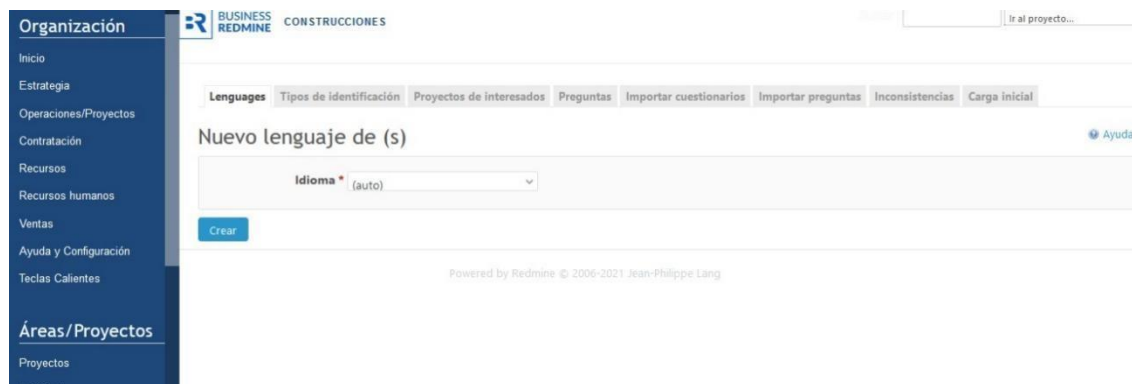 Organización
Inicio
Estrategia
Operaciones/Proyectos
Contratación
Recursos
Recursos humanos
Ventas
Ayuda y Configuración
Teclas Calientes
Áreas/Proyectos
Proyectos
BR BUSINESS REDMINE CONSTRUCCIONES
Ir al proyecto...
Lenguages Tipos de identificación Proyectos de interesados Preguntas Importar cuestionarios Importar preguntas Inconsistencias Carga inicial
Nuevo lenguaje de (s)
Ayuda
Idioma * (auto)
Crear
Powered by Redmine © 2006-2021 Jean-Philippe Lang